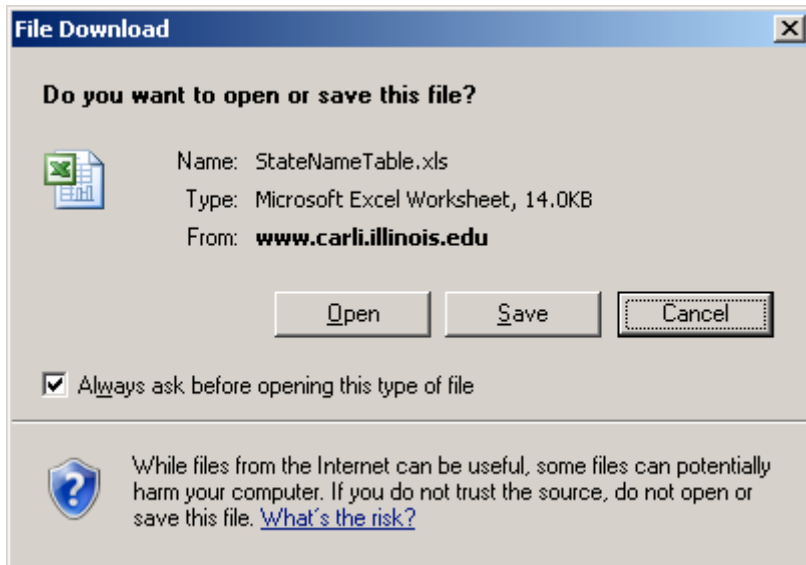 File Download
Do you want to open or save this file?
Name: StateNameTable.xls
Type: Microsoft Excel Worksheet, 14.0KB
From: www.carli.illinois.edu
Open Save Cancel
Always ask before opening this type of file
While files from the Internet can be useful, some files can potentially
harm your computer. If you do not trust the source, do not open or
save this file. What's the risk?